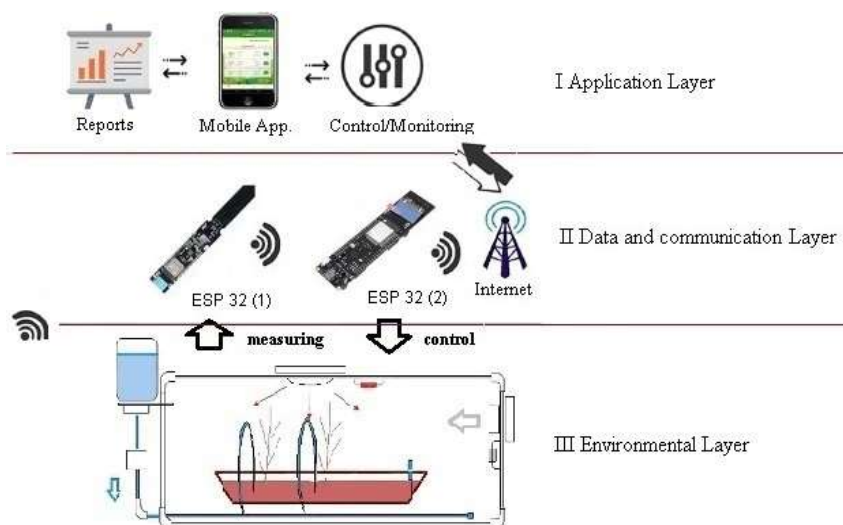 Reports
Mobile App.
Control/Monitoring
I Application Layer
ESP 32 (1)
ESP 32 (2)
Internet
II Data and communication Layer
measuring
control
III Environmental Layer